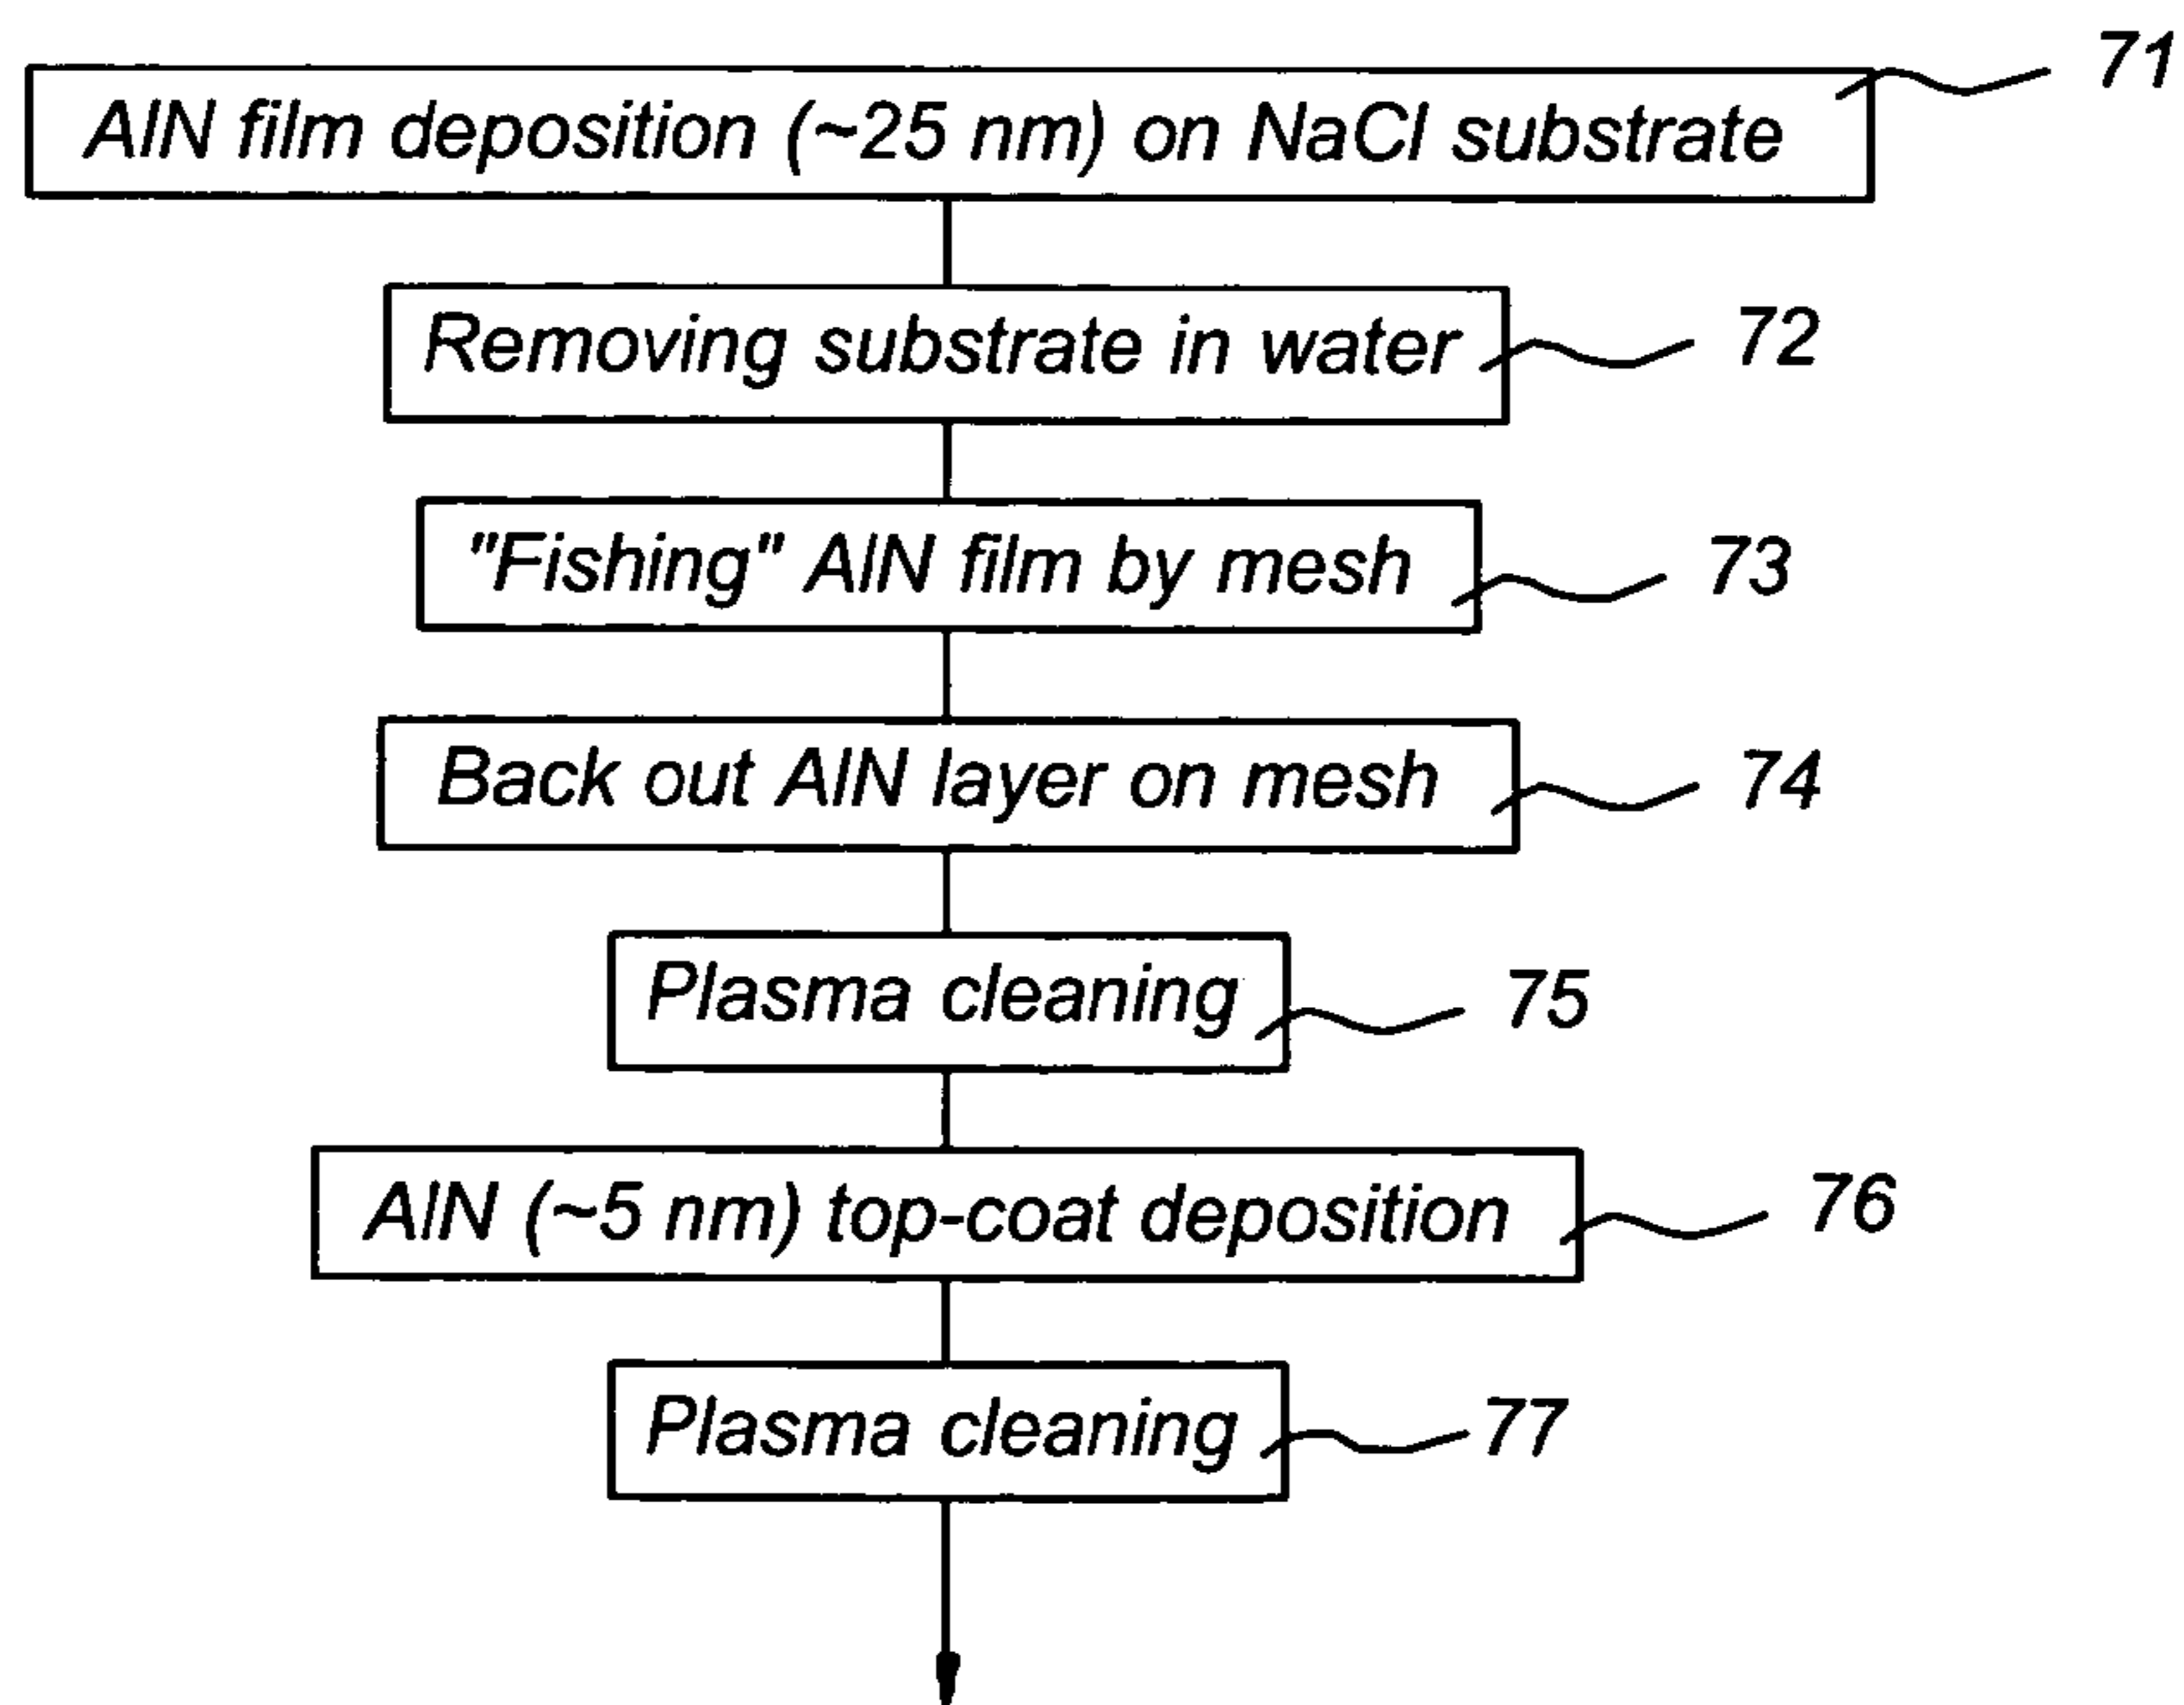 71
AlN film deposition (~25 nm) on NaCl substrate
Removing substrate in water 72
"Fishing" AlN film by mesh 73
Back out AlN layer on mesh 74
Plasma cleaning 75
AlN (~5 nm) top-coat deposition 76
Plasma cleaning 77